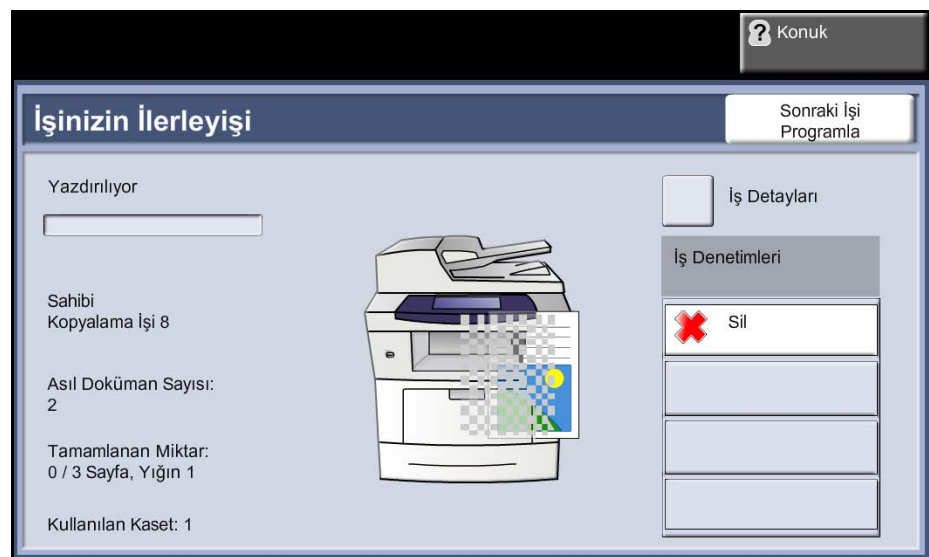 Konuk
İşinizin İlerleyişi
Sonraki İşi
Programla
Yazdırılıyor
İş Detayları
İş Denetimleri
Sahibi
Kopyalama İşi 8
Sil
Asıl Doküman Sayısı:
2
Tamamlanan Miktar:
0 / 3 Sayfa, Yığın 1
Kullanılan Kaset: 1